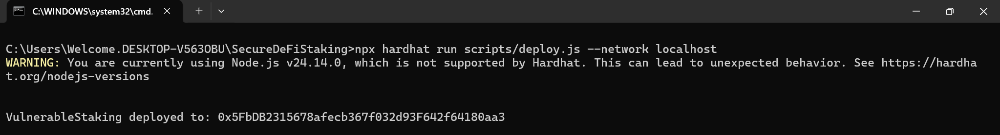 C:\WINDOWS\system32\cmd.
C:\Users\Welcome.DESKTOP-V563OBU\SecureDeFiStaking>npx hardhat run scripts/deploy.js --network localhost
WARNING: You are currently using Node.js v24.14.0, which is not supported by Hardhat. This can lead to unexpected behavior. See https://hardha
t.org/nodejs-versions
VulnerableStaking deployed to: 0x5FbDB2315678afecb367f032d93F642f64180aa3